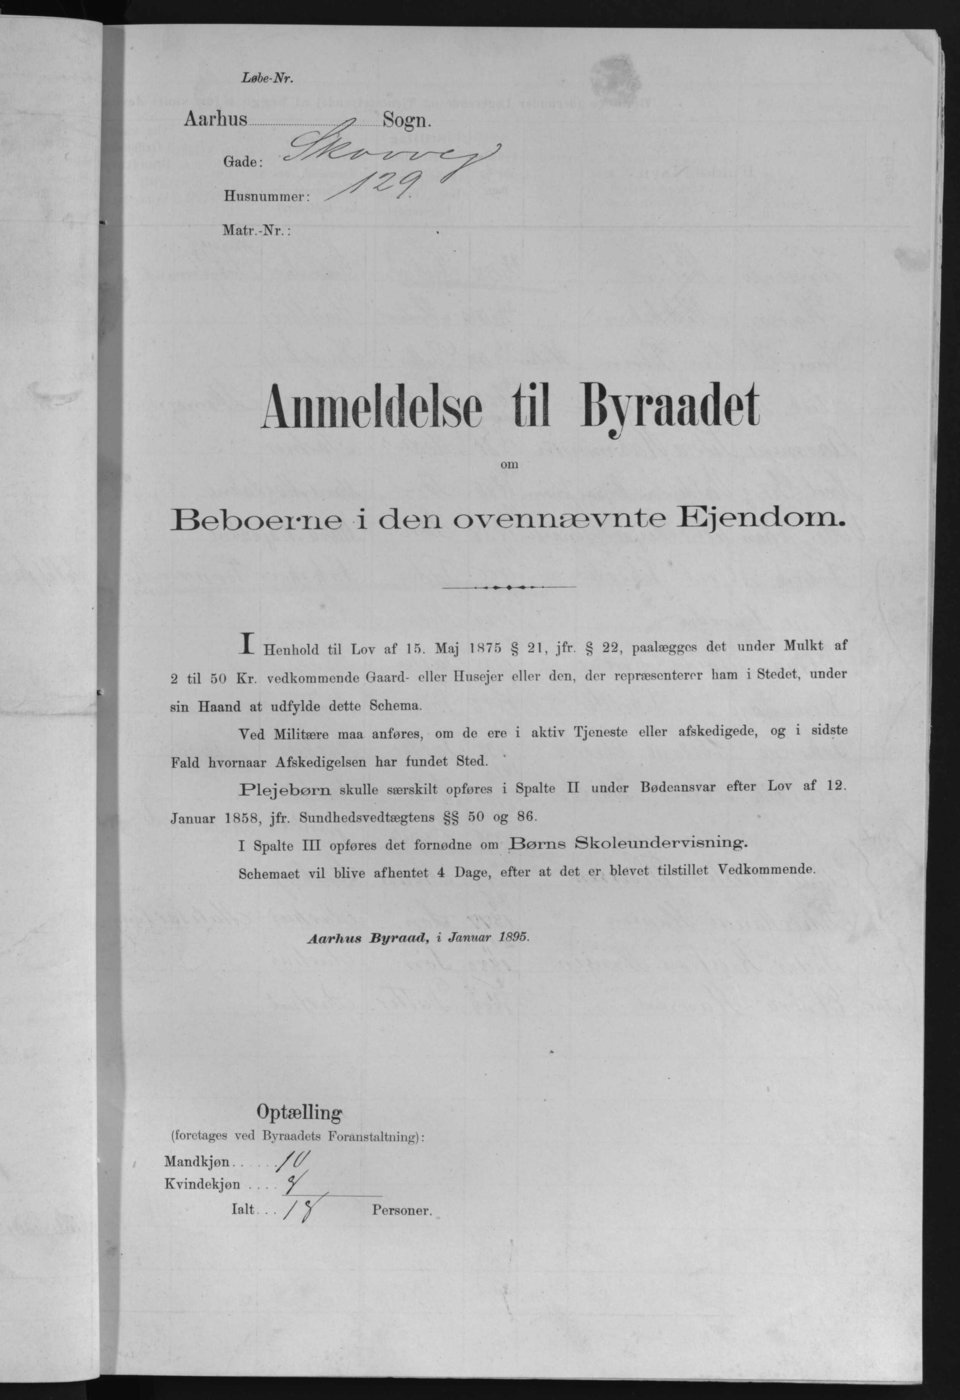 Løbe-Nr.
Aarhus Sogn.
Gade: Skovvej
Husnummer: 129.
Matr.-Nr.:
Anmeldelse til Byraadet
om
Beboerne i den ovennævnte Ejendom.
I Henhold til Lov af 15. Maj 1875 § 21, jfr. § 22, paalægges det under Mulkt af
2 til 50 Kr. vedkommende Gaard- eller Husejer eller den, der repræsenterer ham i Stedet, under
sin Haand at udfylde dette Schema.
Ved Militære maa anføres, om de ere i aktiv Tjeneste eller afskedigede, og i sidste
Fald hvornaar Afskedigelsen har fundet Sted.
Plejebørn skulle særskilt opføres i Spalte II under Bødeansvar efter Lov af 12.
Januar 1858, jfr. Sundhedsvedtægtens §§ 50 og 86.
I Spalte III opføres det fornødne om Børns Skoleundervisning.
Schemaet vil blive afhentet 4 Dage, efter at det er blevet tilstillet Vedkommende.
Aarhus Byraad, i Januar 1895.
Optælling
(foretages ved Byraadets Foranstaltning):
Mandkjøn..... 10
Kvindekjøn .... 8
Ialt... 18 Personer.